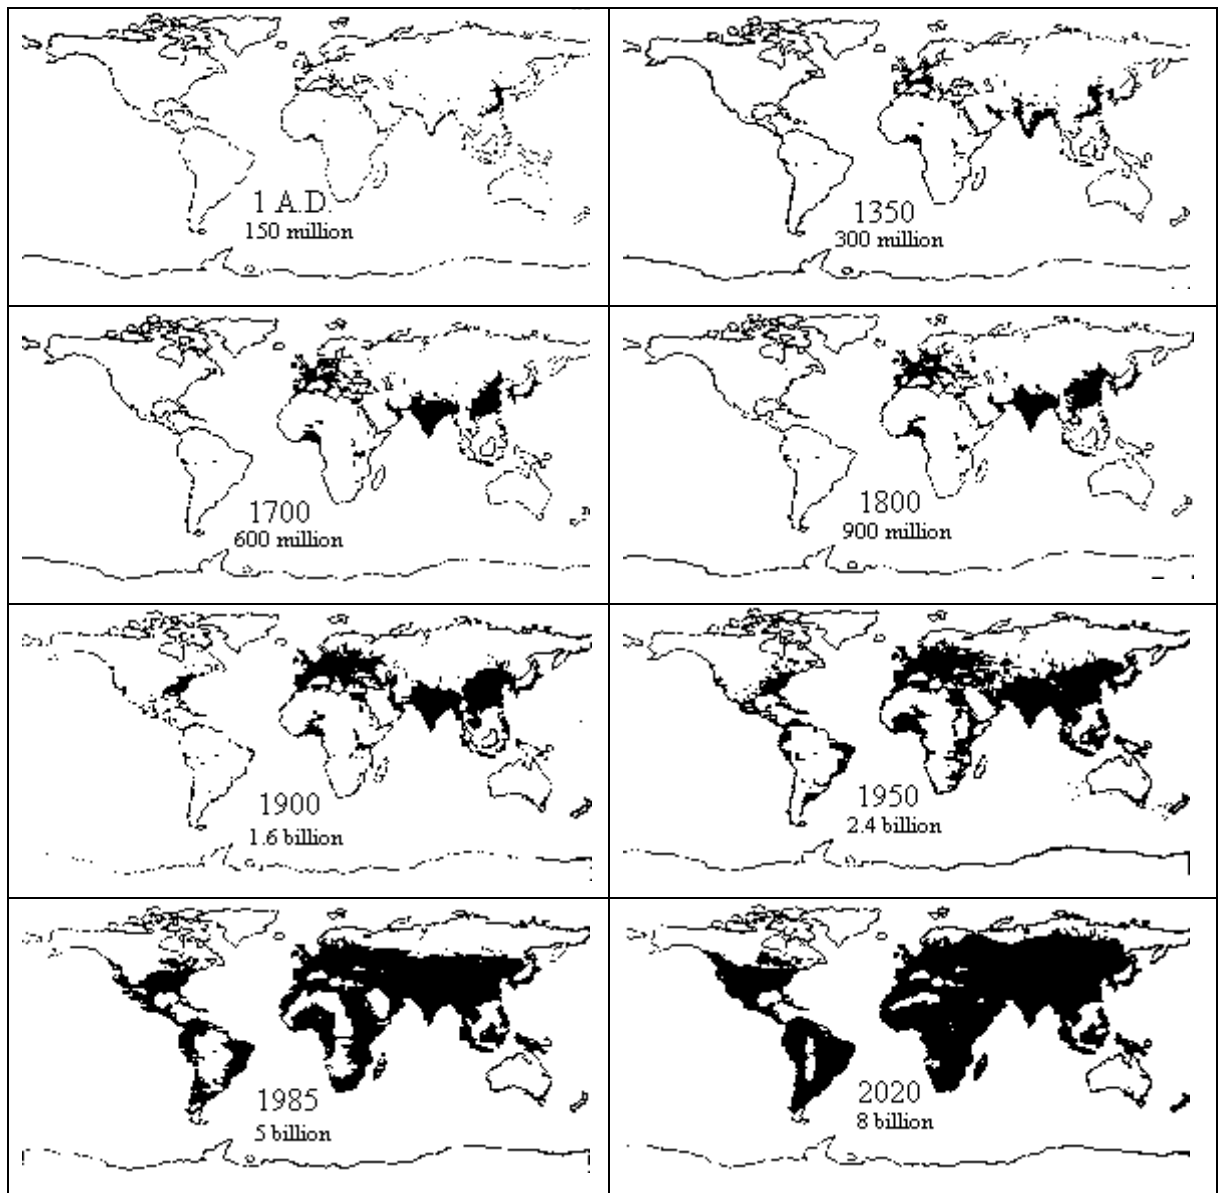 1 A.D.
150 million
1350
300 million
1700
600 million
1800
900 million
1900
1.6 billion
1950
2.4 billion
1985
5 billion
2020
8 billion